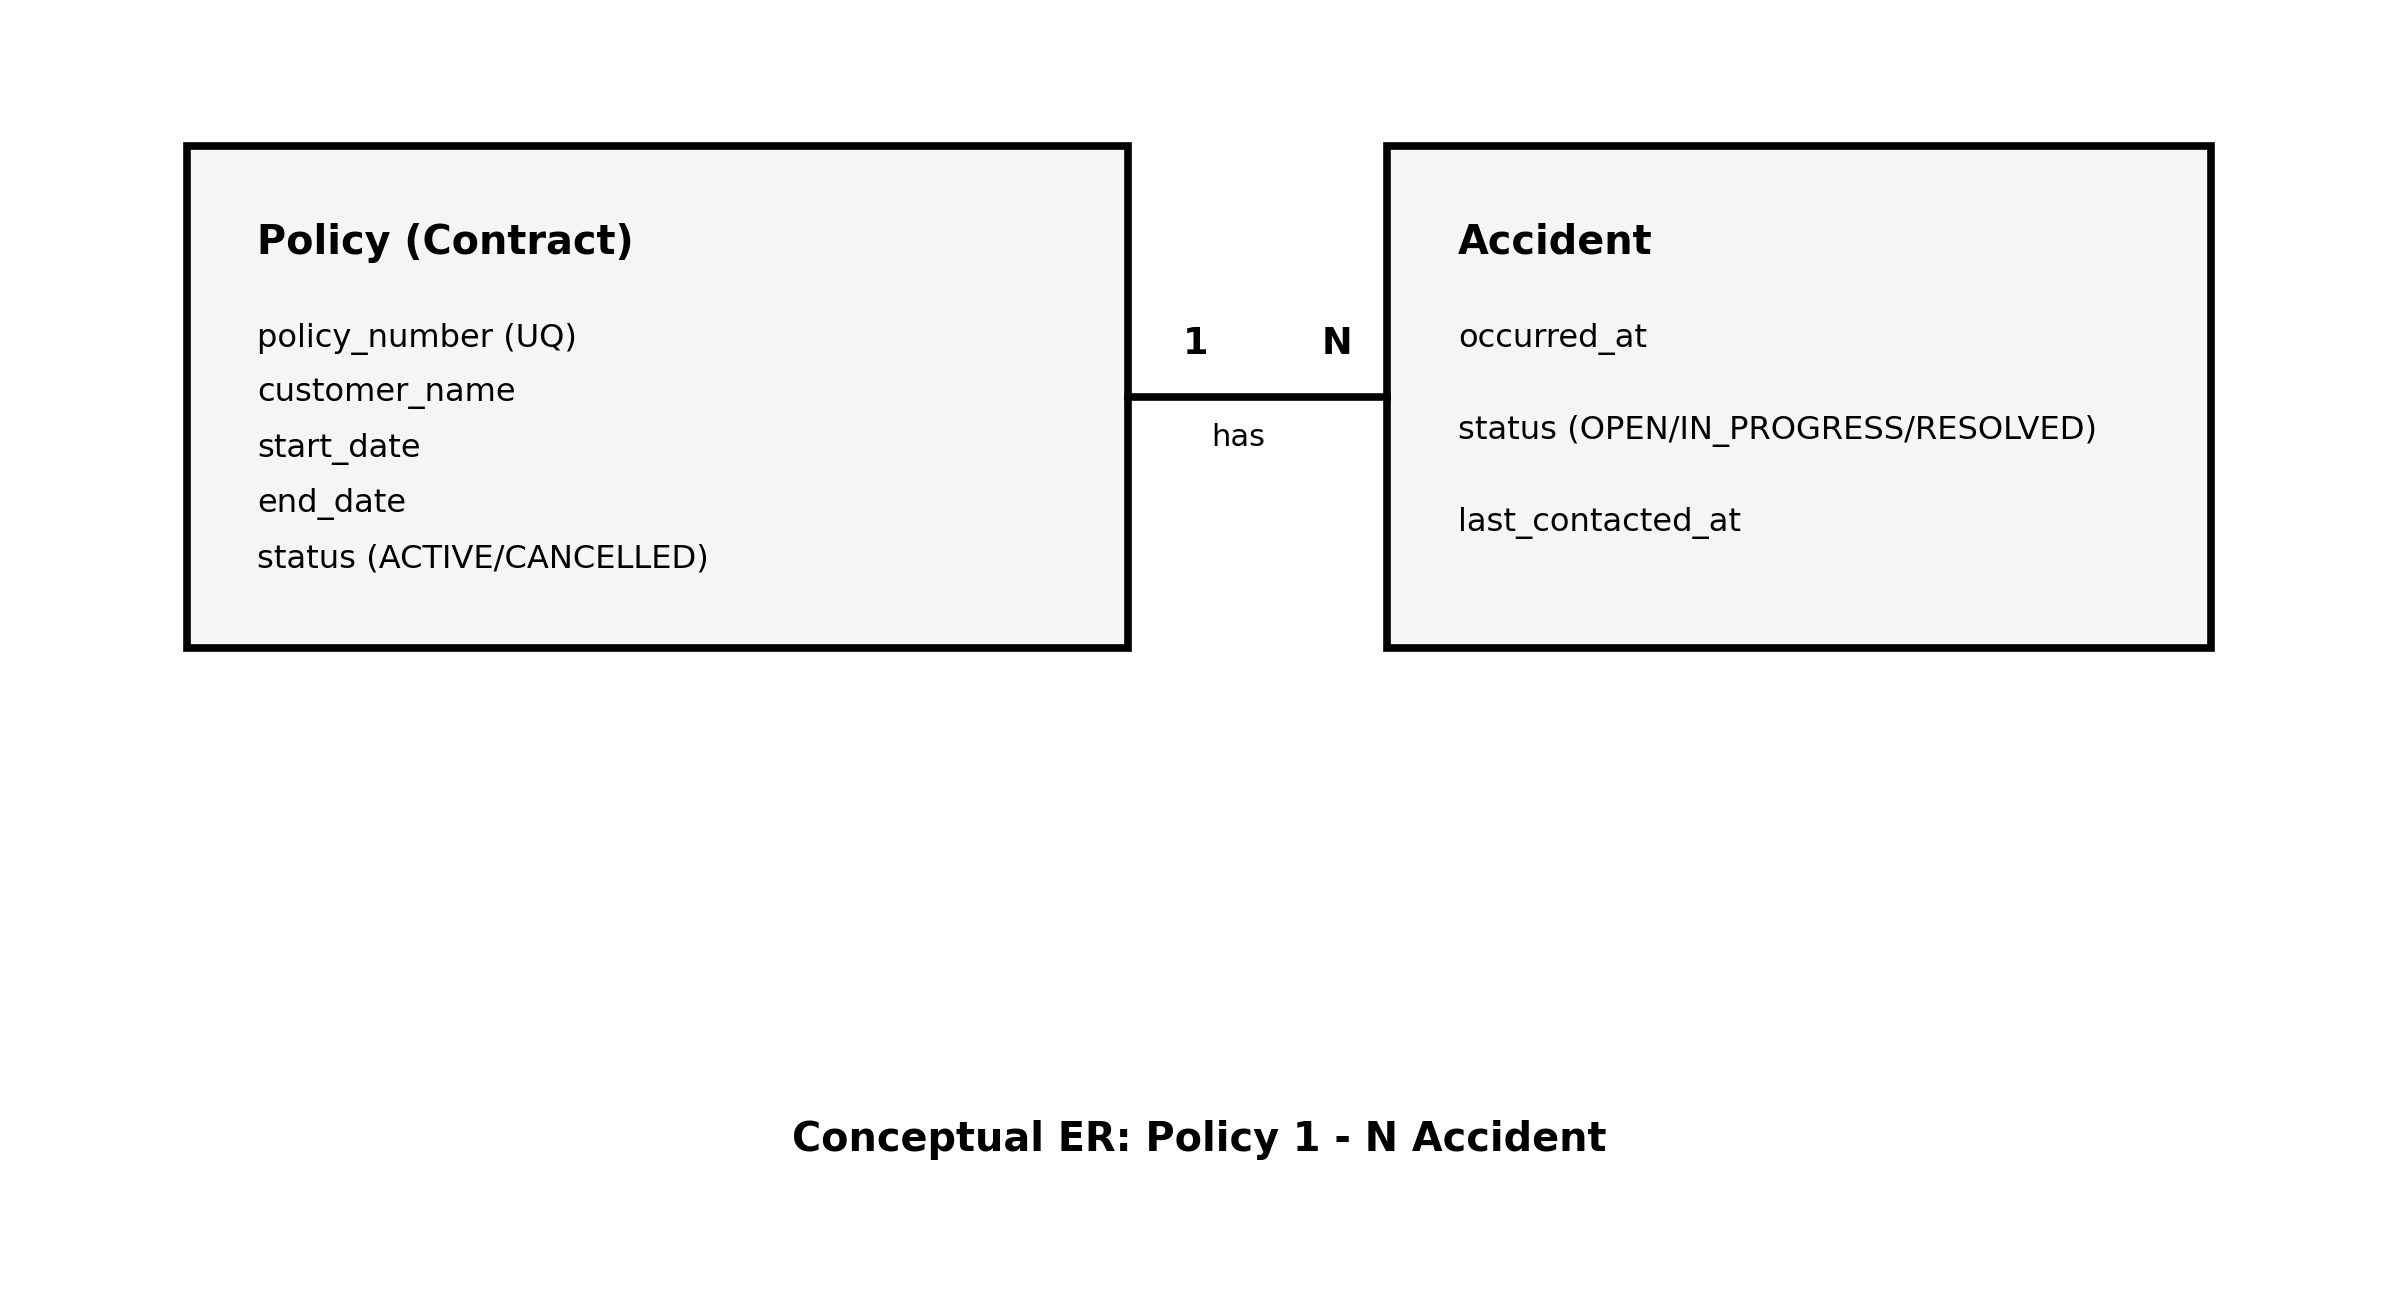 Policy (Contract)
policy_number (UQ)
customer_name
start_date
end_date
status (ACTIVE/CANCELLED)
1
N
has
Accident
occurred_at
status (OPEN/IN_PROGRESS/RESOLVED)
last_contacted_at
Conceptual ER: Policy 1 - N Accident